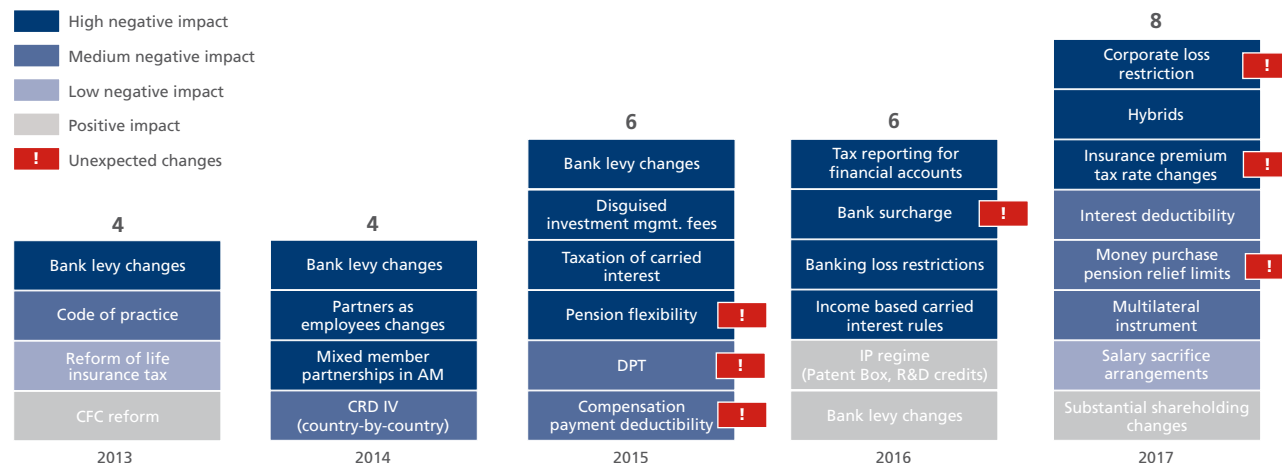 High negative impact
Medium negative impact
Low negative impact
Positive impact
! Unexpected changes
4
Bank levy changes
Code of practice
Reform of life
insurance tax
CFC reform
2013
4
Bank levy changes
Partners as
employees changes
Mixed member
partnerships in AM
CRD IV
(country-by-country)
2014
6
Bank levy changes
Disguised
investment mgmt. fees
Taxation of carried
interest
Pension flexibility !
DPT !
Compensation
payment deductibility !
2015
6
Tax reporting for
financial accounts
Bank surcharge !
Banking loss restrictions
Income based carried
interest rules
IP regime
(Patent Box, R&D credits)
Bank levy changes
2016
8
Corporate loss
restriction !
Hybrids
Insurance premium
tax rate changes !
Interest deductibility
Money purchase
pension relief limits !
Multilateral
instrument
Salary sacrifice
arrangements
Substantial shareholding
changes
2017